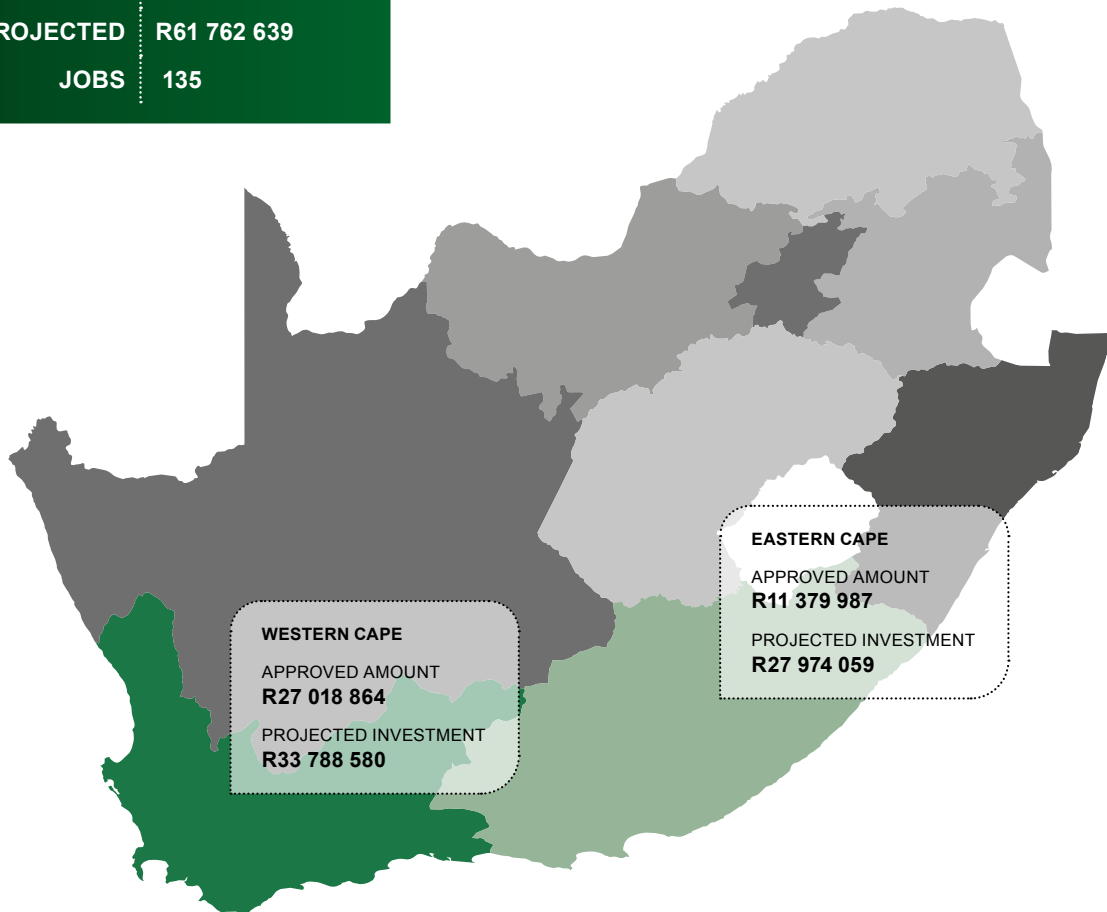 ROJECTED R61 762 639
JOBS 135
EASTERN CAPE
APPROVED AMOUNT
R11 379 987
PROJECTED INVESTMENT
R27 974 059
WESTERN CAPE
APPROVED AMOUNT
R27 018 864
PROJECTED INVESTMENT
R33 788 580